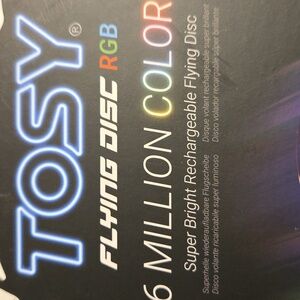 TOSY®
FLYING DISC RGB
6 MILLION COLOR
Super Bright Rechargeable Flying Disc
Superhelle wiederaufladbare Flugscheibe
Disque volant rechargeable super brillant
Disco volante ricaricabile super luminoso
Disco volador recargable super brillante